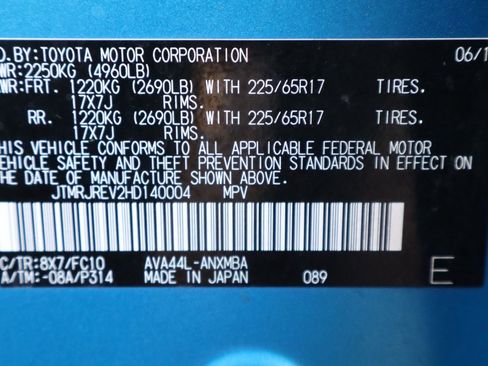 D.BY:TOYOTA MOTOR CORPORATION 06/1
WR:2250KG (4960LB)
WR:FRT. 1220KG (2690LB) WITH 225/65R17 TIRES.
17X7J RIMS.
RR. 1220KG (2690LB) WITH 225/65R17 TIRES.
17X7J RIMS.
THIS VEHICLE CONFORMS TO ALL APPLICABLE FEDERAL MOTOR
VEHICLE SAFETY AND THEFT PREVENTION STANDARDS IN EFFECT ON
THE DATE OF MANUFACTURE SHOWN ABOVE.
JTMRJREV2HD140004 MPV
C/TR:8X7/FC10 AVA44L-ANXMBA
A/TM:-08A/P314 MADE IN JAPAN 089 E